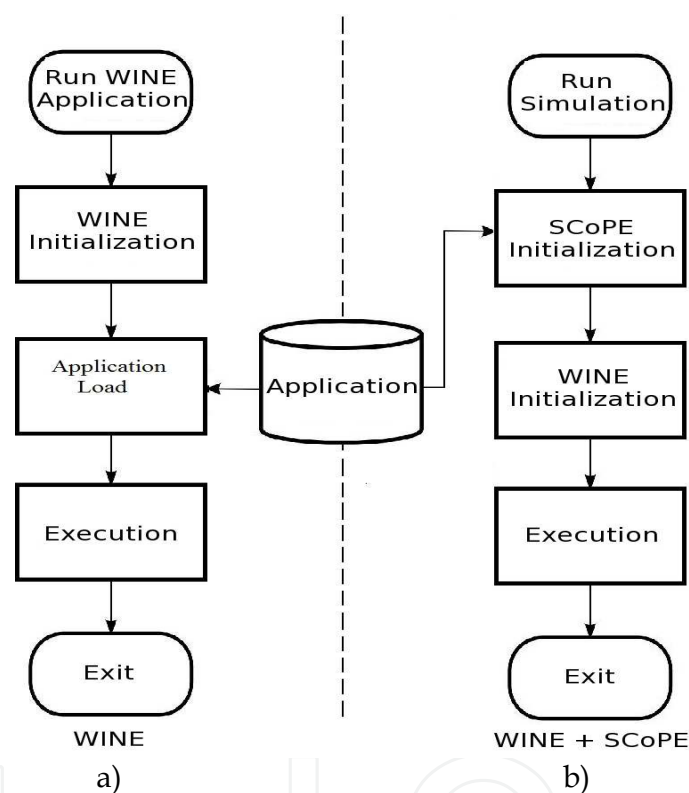 Run WINE
Application
WINE
Initialization
Application
Load
Execution
Exit
WINE
a)
Application
Run
Simulation
SCoPE
Initialization
WINE
Initialization
Execution
Exit
WINE + SCoPE
b)